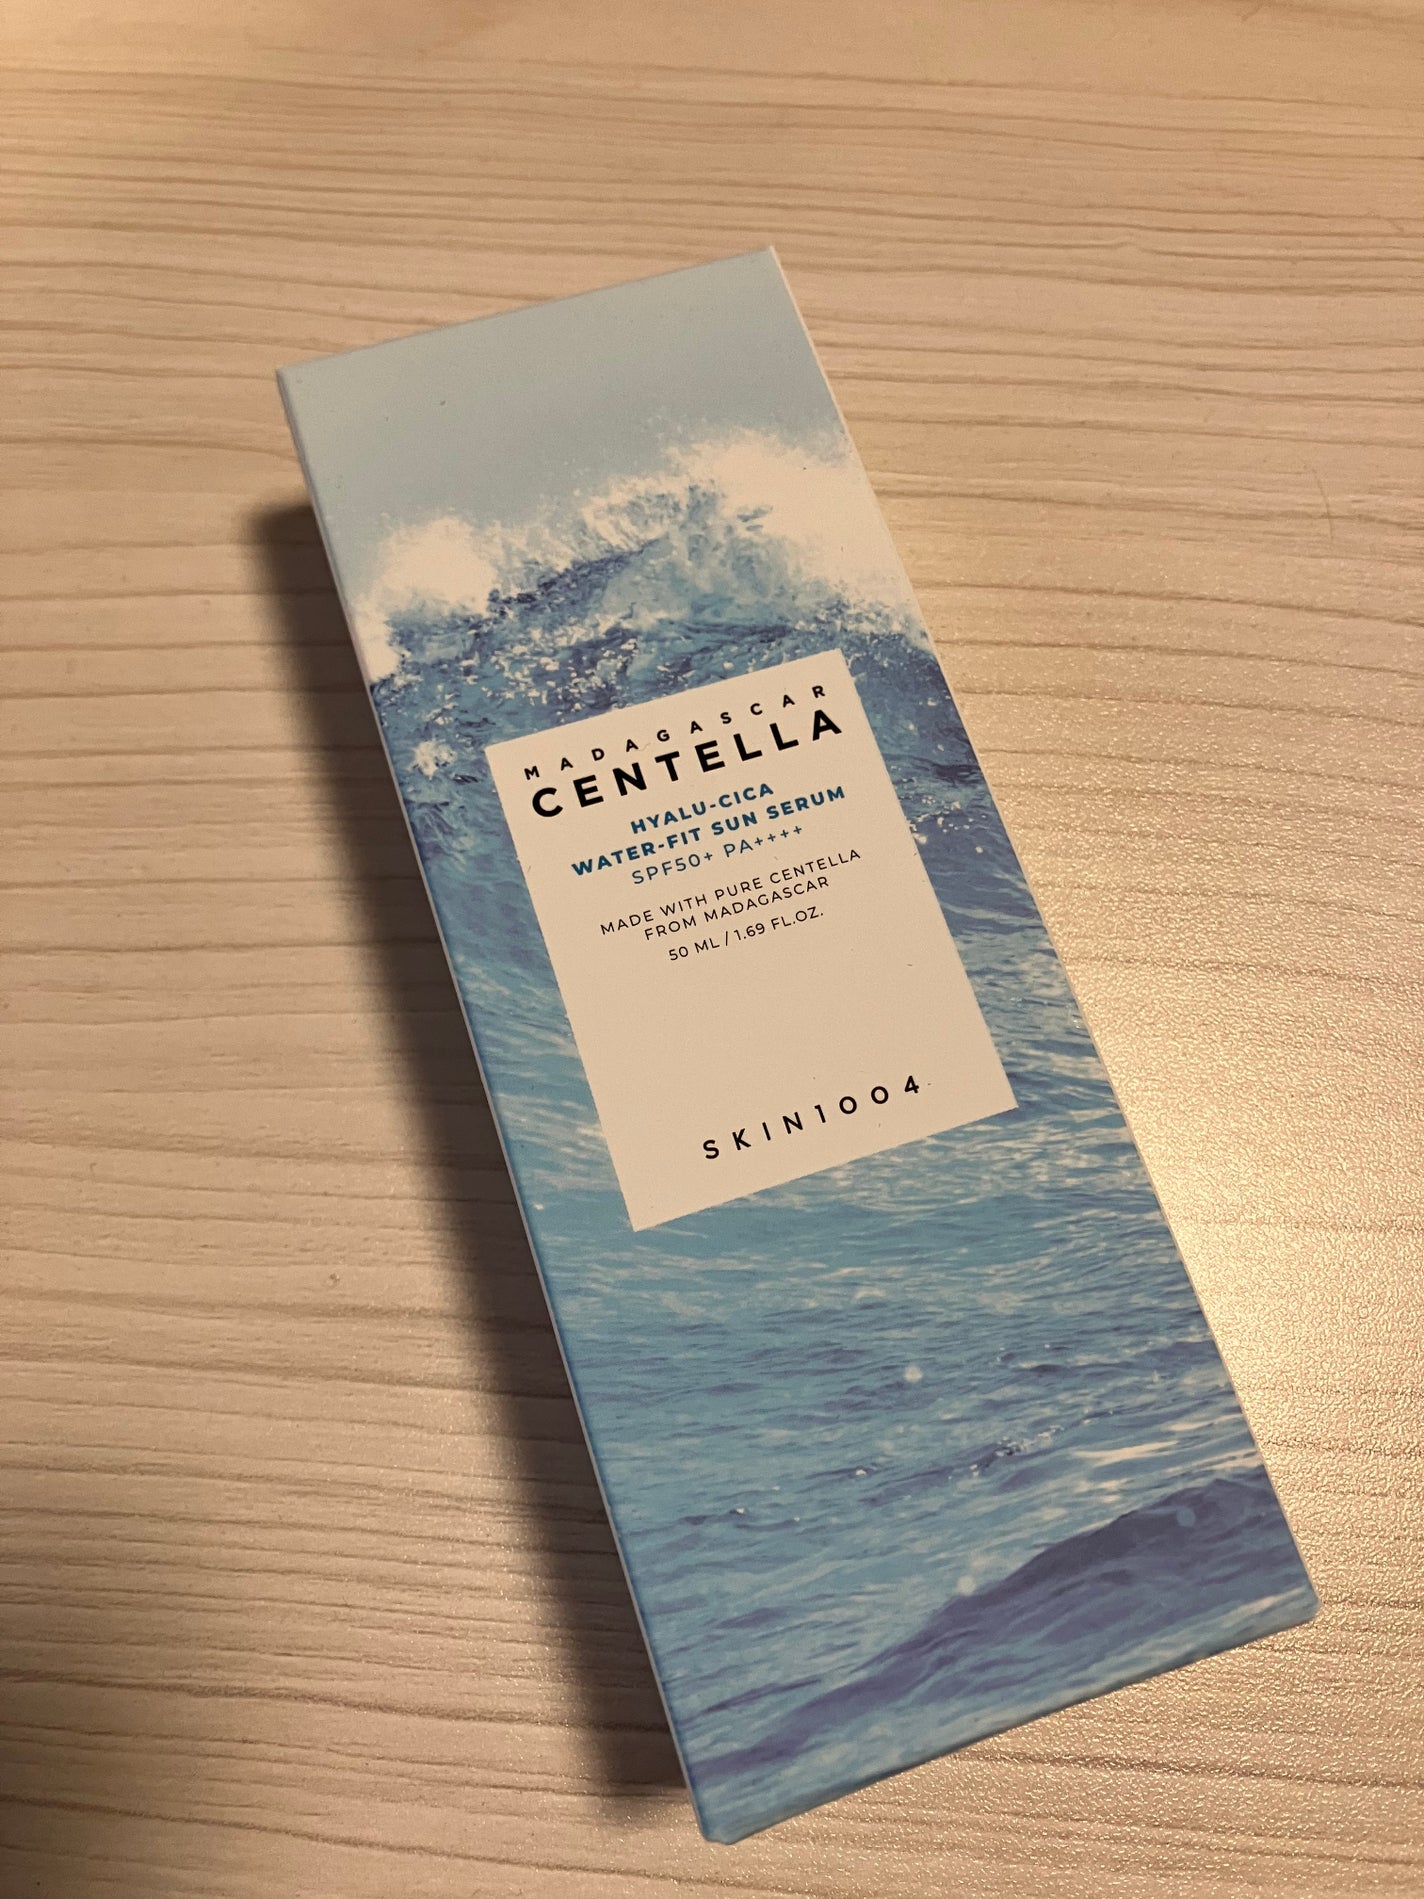 MADAGASCAR
CENTELLA
HYALU-CICA
WATER-FIT SUN SERUM
SPF50+ PA++++
MADE WITH PURE CENTELLA
FROM MADAGASCAR
50 ML / 1.69 FL.OZ.
SKIN1004